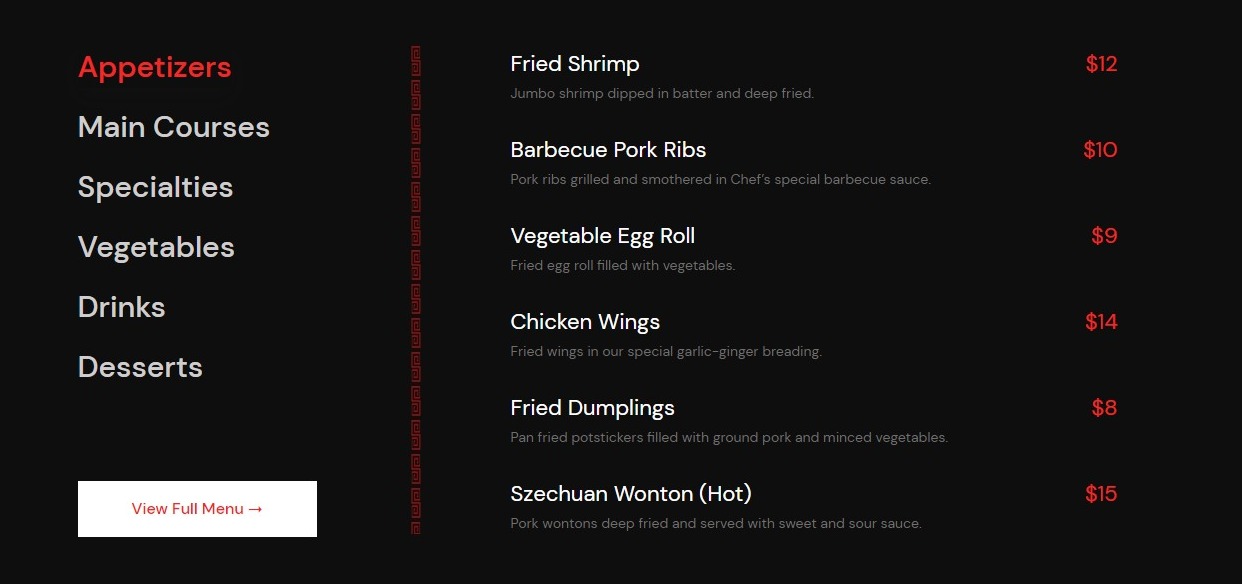 Appetizers
Main Courses
Specialties
Vegetables
Drinks
Desserts
View Full Menu →
Fried Shrimp $12
Jumbo shrimp dipped in batter and deep fried.
Barbecue Pork Ribs $10
Pork ribs grilled and smothered in Chef's special barbecue sauce.
Vegetable Egg Roll $9
Fried egg roll filled with vegetables.
Chicken Wings $14
Fried wings in our special garlic-ginger breading.
Fried Dumplings $8
Pan fried potstickers filled with ground pork and minced vegetables.
Szechuan Wonton (Hot) $15
Pork wontons deep fried and served with sweet and sour sauce.